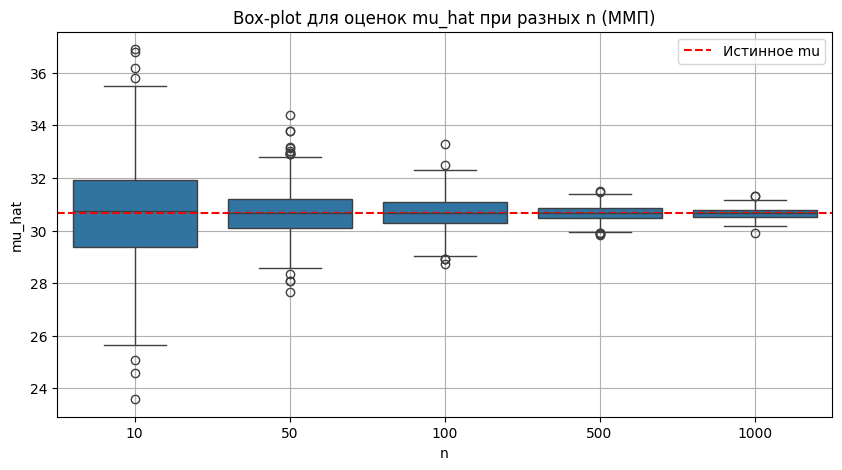 Box-plot для оценок mu_hat при разных n (ММП)
Истинное mu
mu_hat
36
34
32
30
28
26
24
10 50 100 500 1000
n